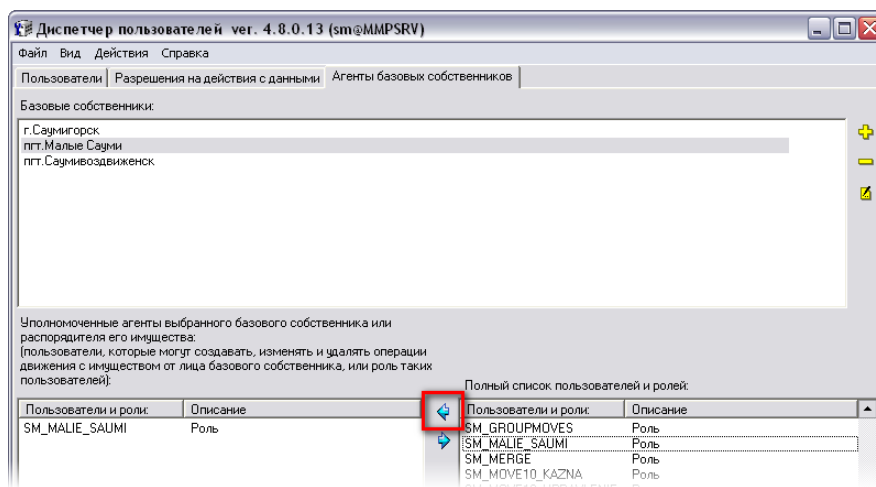 Диспетчер пользователей ver. 4.8.0.13 (sm@MMPSRV)
Файл Вид Действия Справка
Пользователи Разрешения на действия с данными Агенты базовых собственников
Базовые собственники:
г.Саумигорск
пгт.Малые Сауми
пгт.Саумивоздвиженск
Уполномоченные агенты выбранного базового собственника или
распорядителя его имущества:
(пользователи, которые могут создавать, изменять и удалять операции
движения с имуществом от лица базового собственника, или роль таких
пользователей):
Полный список пользователей и ролей:
Пользователи и роли: Описание Пользователи и роли: Описание
SM_MALIE_SAUMI Роль SM_GROUPMOVES Роль
SM_MALIE_SAUMI Роль
SM_MERGE Роль
SM_MOVE10_KAZNA Роль